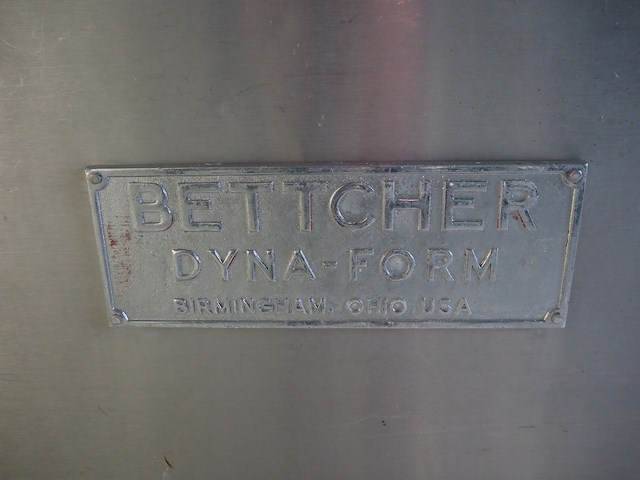 BETTCHER
DYNA-FORM
BIRMINGHAM, OHIO USA